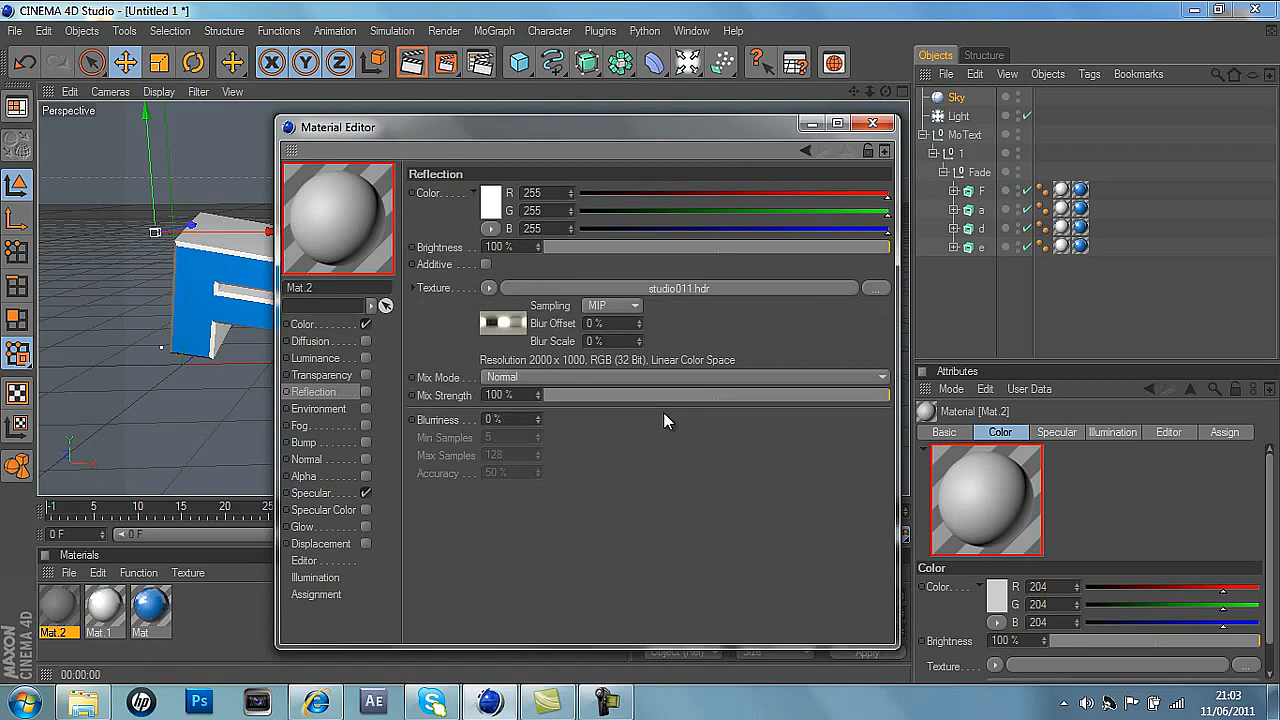 CINEMA 4D Studio - [Untitled 1 *]
File Edit Objects Tools Selection Structure Functions Animation Simulation Render MoGraph Character Plugins Python Window Help
X Y Z
Edit Cameras Display Filter View
Perspective
Y
X
-1 5 10 15 20
0 F 0 F
Materials
File Edit Function Texture
Mat.2 Mat.1 Mat
MAXON
CINEMA 4D
00:00:00
Size
Apply
Material Editor
Mat.2
Color
Diffusion
Luminance
Transparency
Reflection
Environment
Fog
Bump
Normal
Alpha
Specular
Specular Color
Glow
Displacement
Editor
Illumination
Assignment
Reflection
Color R 255
G 255
B 255
Brightness 100 %
Additive
Texture studio011.hdr ...
Sampling MIP
Blur Offset 0 %
Blur Scale 0 %
Resolution 2000 x 1000, RGB (32 Bit), Linear Color Space
Mix Mode Normal
Mix Strength 100 %
Blurriness 0 %
Min Samples 5
Max Samples 128
Accuracy 50 %
Objects Structure
File Edit View Objects Tags Bookmarks
Sky
Light
MoText
1
Fade
F
a
d
e
Attributes
Mode Edit User Data
Material [Mat.2]
Basic Color Specular Illumination Editor Assign
Color
Color R 204
G 204
B 204
Brightness 100 %
Texture ...
hp Ps Ae
21:03
11/06/2011